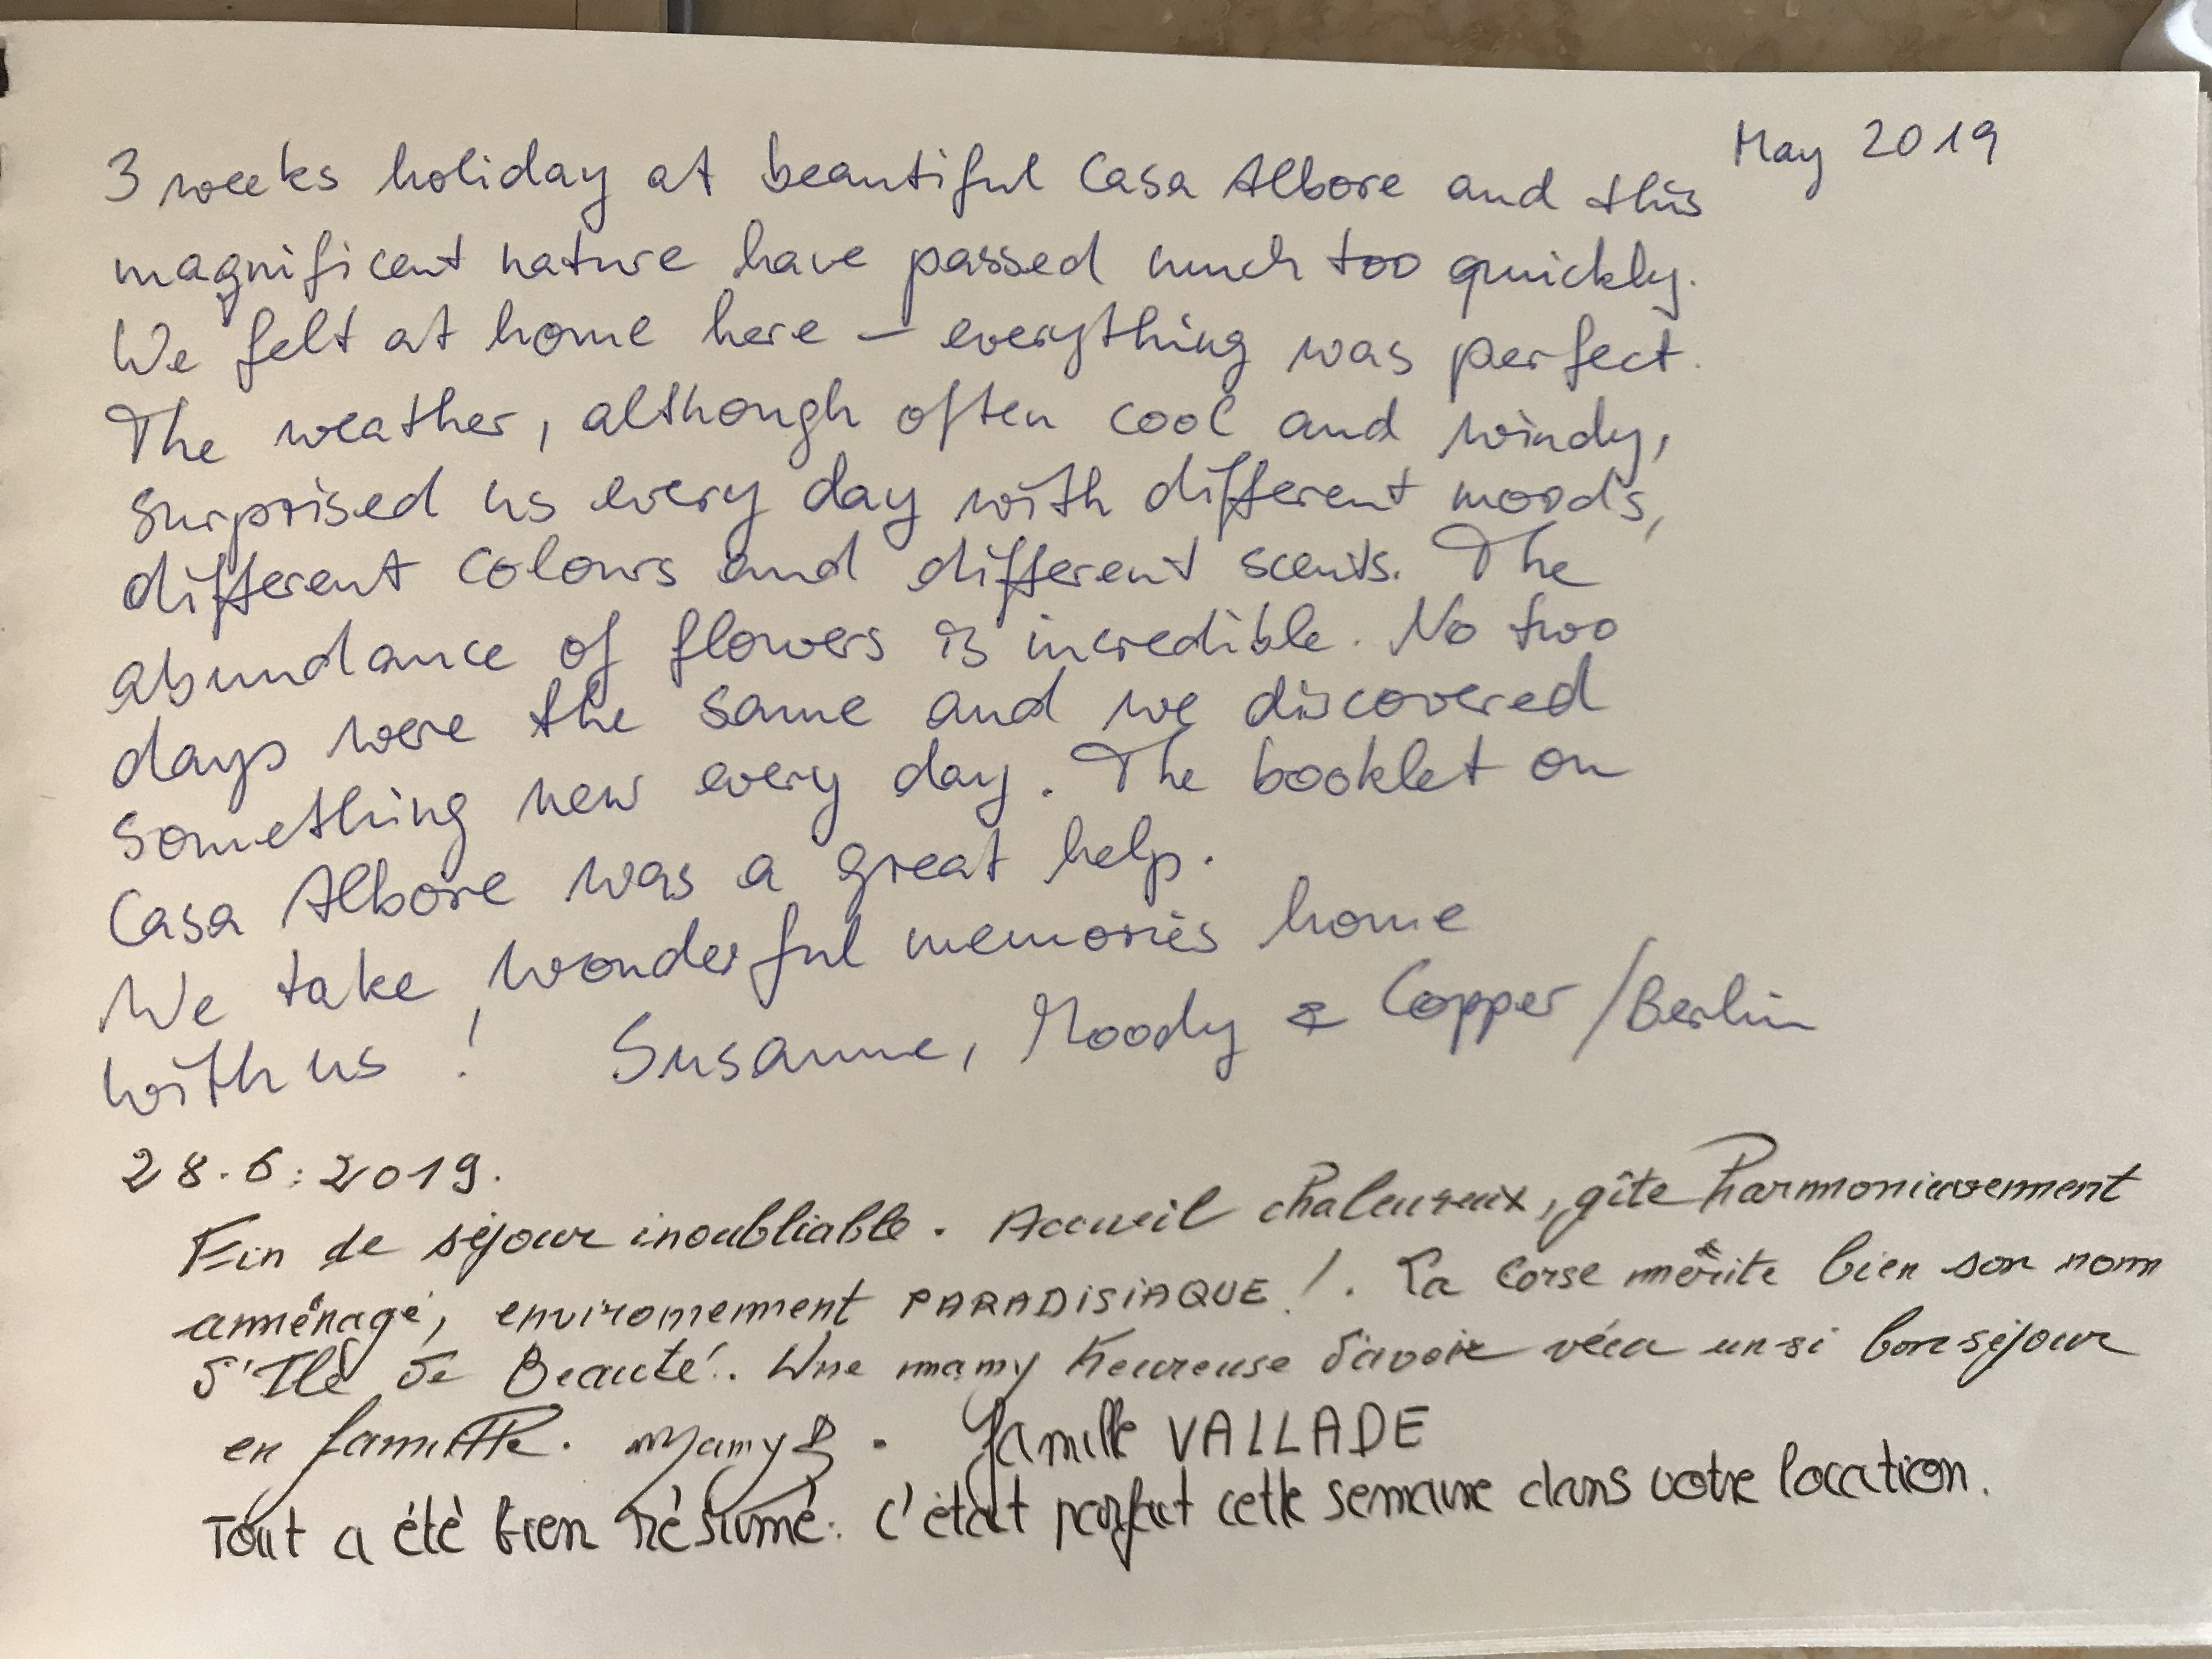 May 2019
3 weeks holiday at beautiful Casa Albore and this
magnificent nature have passed much too quickly.
We felt at home here – everything was perfect.
The weather, although often cool and windy,
surprised us every day with different moods,
different colours and different scents. The
abundance of flowers is incredible. No two
days were the same and we discovered
something new every day. The booklet on
Casa Albore was a great help.
We take wonderful memories home
with us! Susanne, Moody & Copper / Berlin
28.6.2019.
Fin de séjour inoubliable. Accueil chaleureux, gîte harmonieusement
amménagé, environnement PARADISIAQUE!. La Corse mérite bien son nom
d'Ile de Beauté!. Une mamy heureuse d'avoir vécu un si bon séjour
en famille. Mamy . famille VALLADE
Tout a été bien résumé. C'était parfait cette semaine dans votre location.